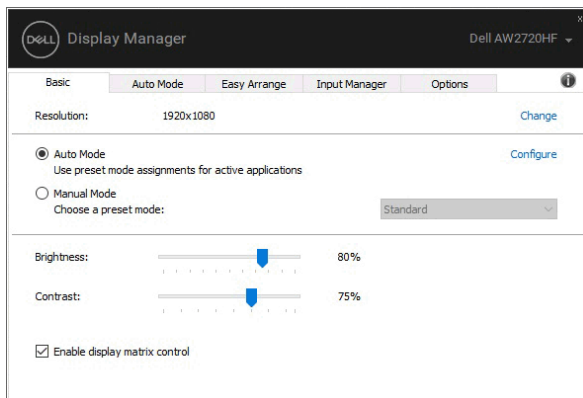 DELL Display Manager Dell AW2720HF
Basic Auto Mode Easy Arrange Input Manager Options
Resolution: 1920x1080 Change
Auto Mode Configure
Use preset mode assignments for active applications
Manual Mode
Choose a preset mode: Standard
Brightness: 80%
Contrast: 75%
Enable display matrix control